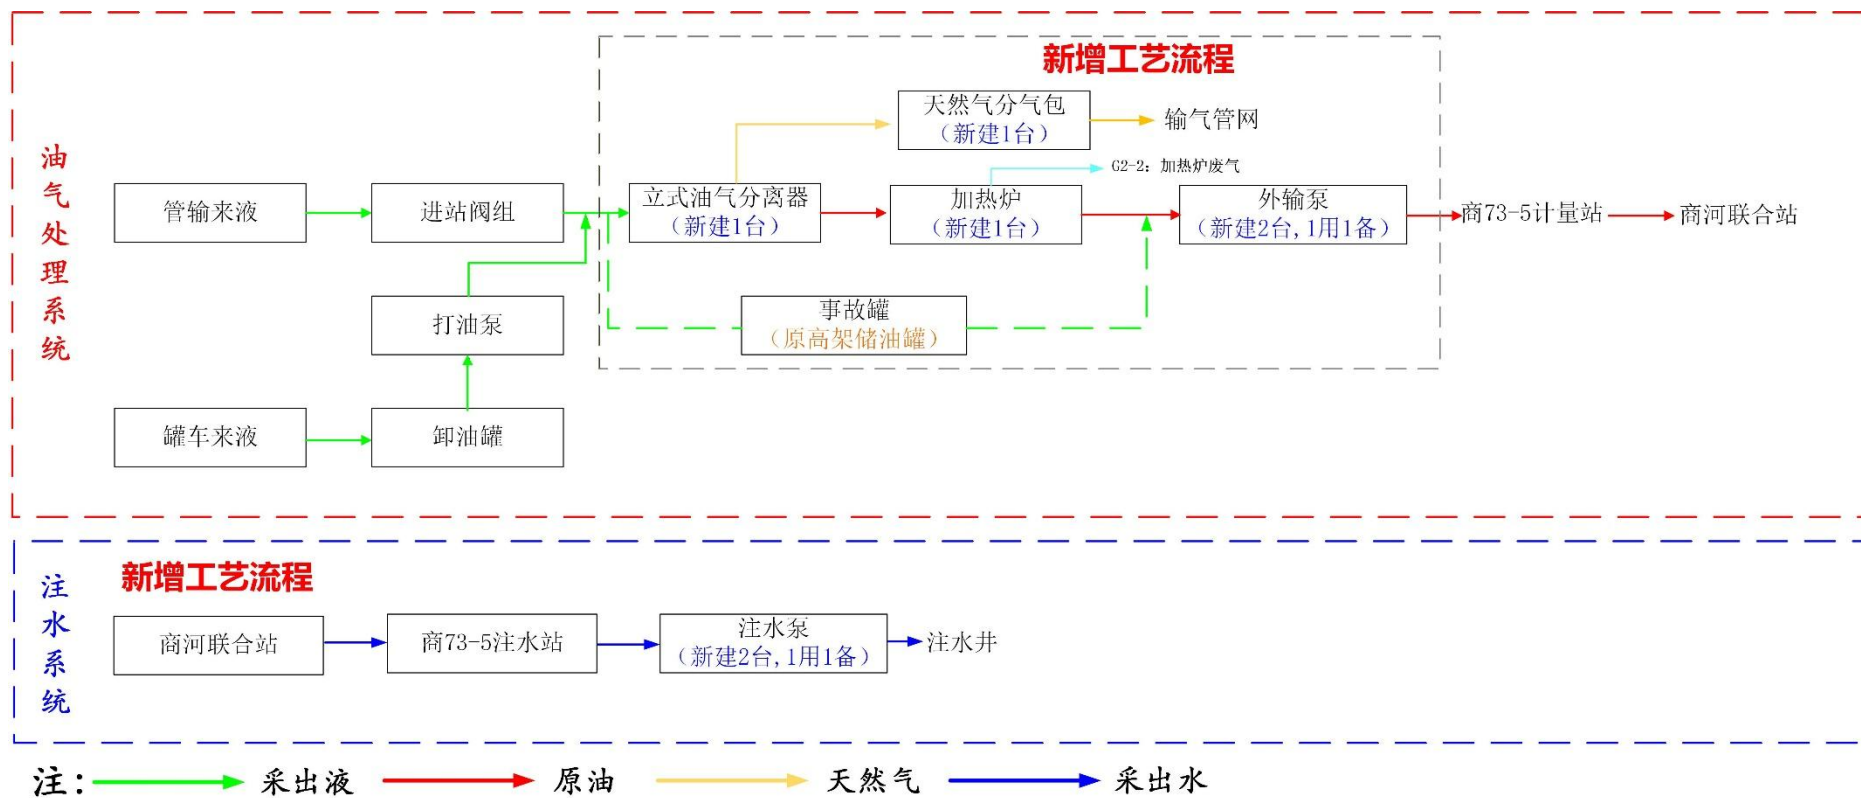 油气处理系统
新增工艺流程
天然气分气包
（新建1台）
输气管网
G2-2：加热炉废气
管输来液
进站阀组
立式油气分离器
（新建1台）
加热炉
（新建1台）
外输泵
（新建2台,1用1备）
商73-5计量站
商河联合站
打油泵
事故罐
（原高架储油罐）
罐车来液
卸油罐
注水系统
新增工艺流程
商河联合站
商73-5注水站
注水泵
（新建2台,1用1备）
注水井
注：
采出液
原油
天然气
采出水